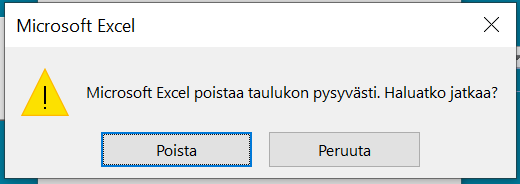 Microsoft Excel
Microsoft Excel poistaa taulukon pysyvästi. Haluatko jatkaa?
Poista
Peruuta